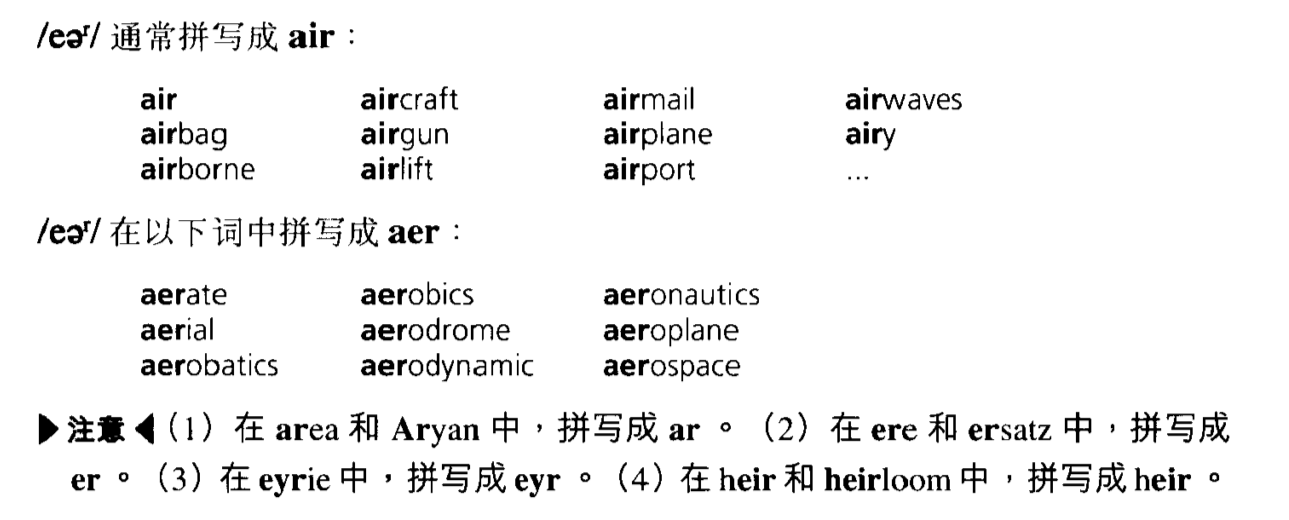 /eəʳ/ 通常拼写成 air：
air aircraft airmail airwaves
airbag airgun airplane airy
airborne airlift airport ...
/eəʳ/ 在以下词中拼写成 aer：
aerate aerobics aeronautics
aerial aerodrome aeroplane
aerobatics aerodynamic aerospace
▶注意◀（1）在 area 和 Aryan 中，拼写成 ar。（2）在 ere 和 ersatz 中，拼写成
er。（3）在 eyrie 中，拼写成 eyr。（4）在 heir 和 heirloom 中，拼写成 heir。